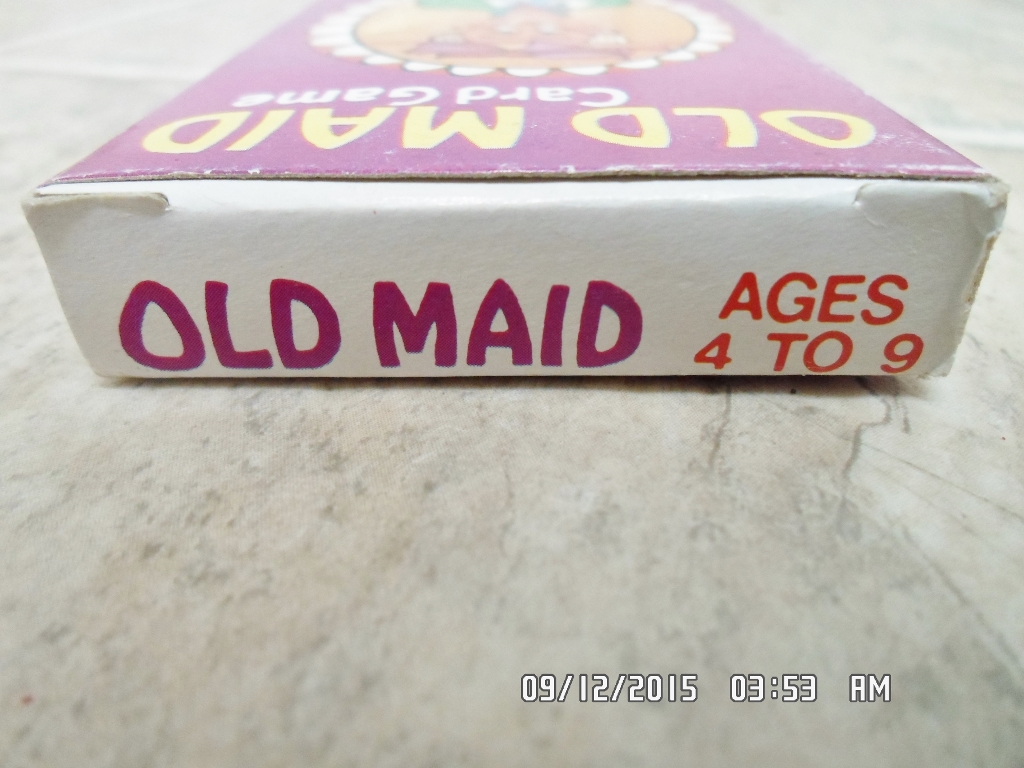 OLD MAID
Card Game
OLD MAID
AGES
4 TO 9
09/12/2015 03:53 AM